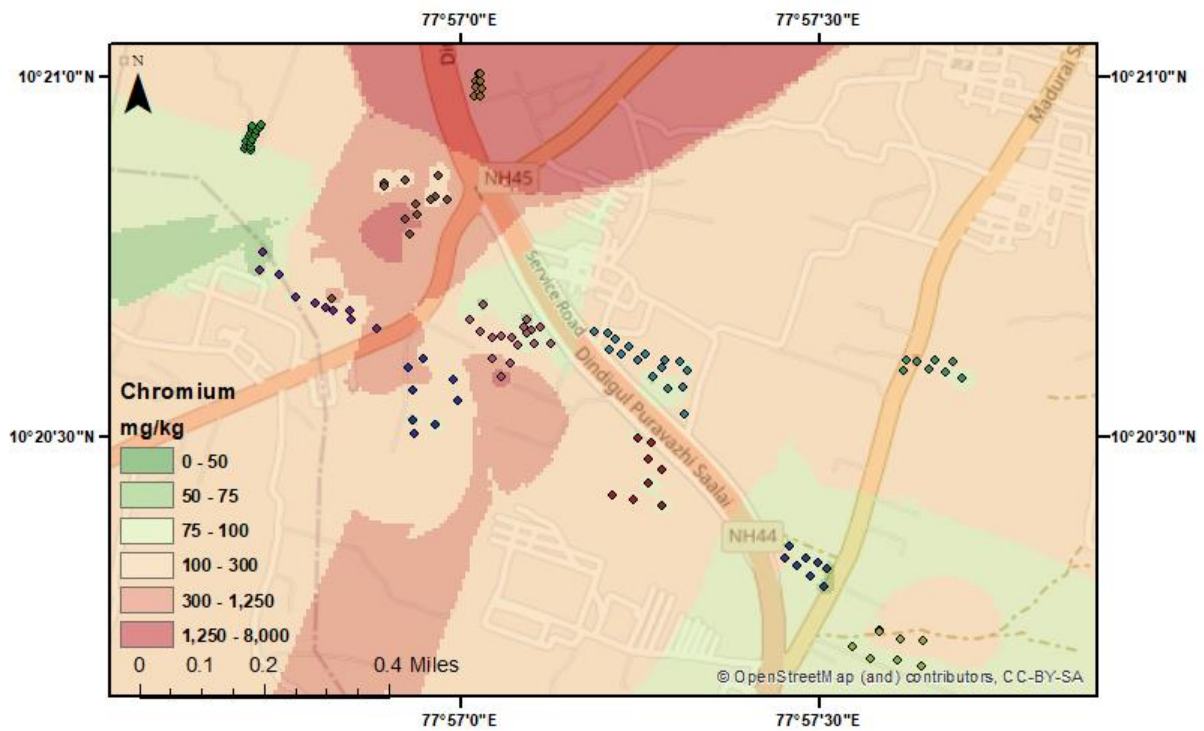 77°57'0"E
77°57'30"E
10°21'0"N
10°21'0"N
N
Madurai Sa
NH45
Service Road
Dindigul Puravazhi Saalai
Chromium
mg/kg
0 - 50
50 - 75
75 - 100
100 - 300
300 - 1,250
1,250 - 8,000
10°20'30"N
10°20'30"N
NH44
0 0.1 0.2 0.4 Miles
© OpenStreetMap (and) contributors, CC-BY-SA
77°57'0"E
77°57'30"E